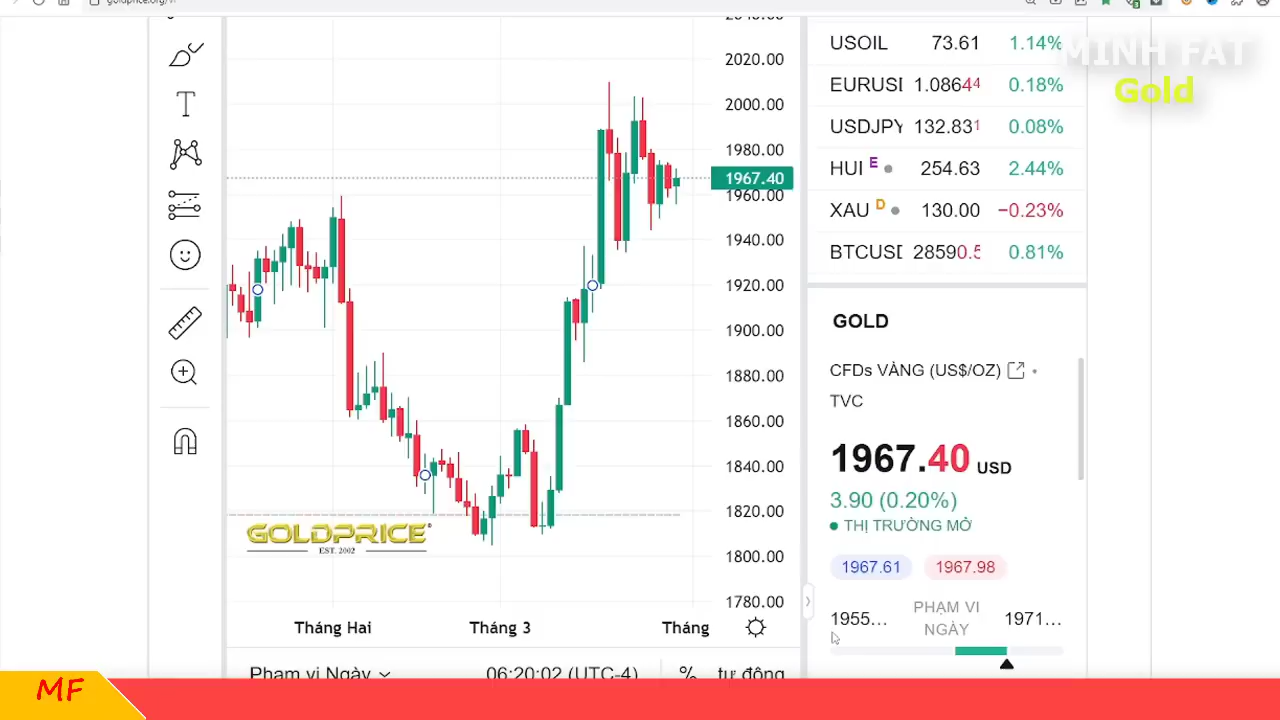 goldprice.org/vi
2020.00
2000.00
1980.00
1967.40
1960.00
1940.00
1920.00
1900.00
1880.00
1860.00
1840.00
1820.00
1800.00
1780.00
GOLDPRICE
EST. 2002
Tháng Hai Tháng 3 Tháng
Phạm vi Ngày 06:20:02 (UTC-4) % tự động
USOIL 73.61 1.14%
EURUSD 1.08644 0.18%
USDJPY 132.831 0.08%
HUI E 254.63 2.44%
XAU D 130.00 −0.23%
BTCUSD 28590.5 0.81%
MINH FAT
Gold
GOLD
CFDs VÀNG (US$/OZ)
TVC
1967.40 USD
3.90 (0.20%)
THỊ TRƯỜNG MỞ
1967.61 1967.98
1955... PHẠM VI NGÀY 1971...
MF